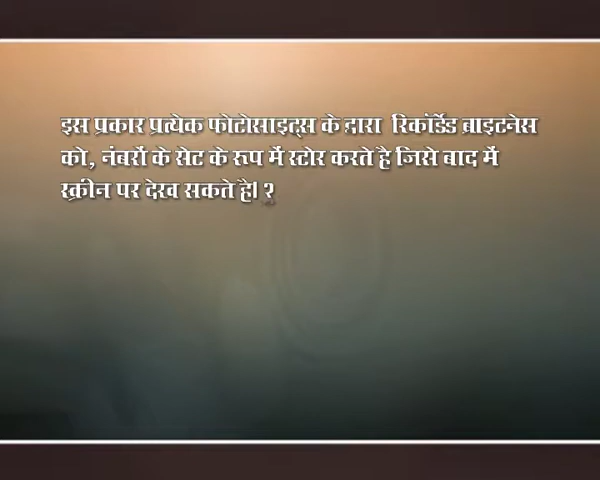 इस प्रकार प्रत्येक फोटोसाइट्स के द्वारा रिकॉर्डेड ब्राइटनेस
को, नंबरों के सेट के रूप में स्टोर करते है जिसे बाद में
स्क्रीन पर देख सकते है। ?